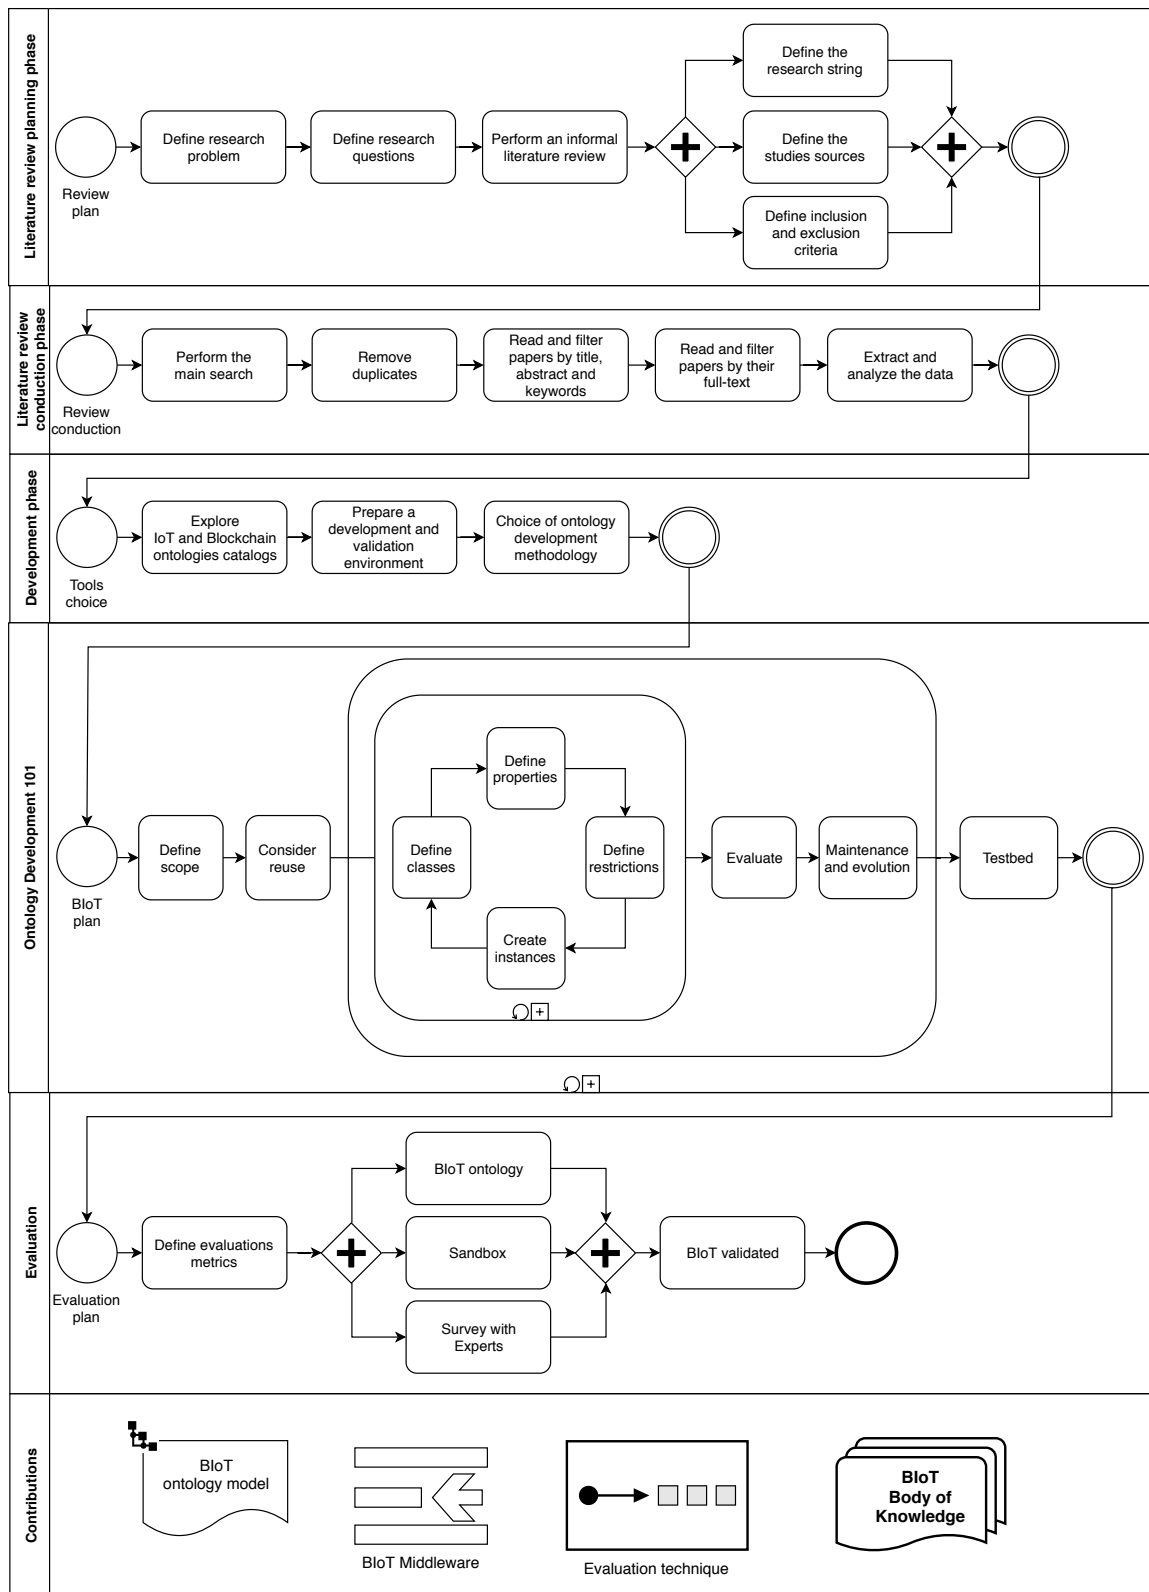 Literature review planning phase
Review
plan
Define research
problem
Define research
questions
Perform an informal
literature review
Define the
research string
Define the
studies sources
Define inclusion
and exclusion
criteria
Literature review
conduction phase
Review
conduction
Perform the
main search
Remove
duplicates
Read and filter
papers by title,
abstract and
keywords
Read and filter
papers by their
full-text
Extract and
analyze the data
Development phase
Tools
choice
Explore
IoT and Blockchain
ontologies catalogs
Prepare a
development and
validation
environment
Choice of ontology
development
methodology
Ontology Development 101
BIoT
plan
Define
scope
Consider
reuse
Define
classes
Define
properties
Define
restrictions
Create
instances
Evaluate
Maintenance
and evolution
Testbed
Evaluation
Evaluation
plan
Define evaluations
metrics
BIoT ontology
Sandbox
Survey with
Experts
BIoT validated
Contributions
BIoT
ontology model
BIoT Middleware
Evaluation technique
BIoT
Body of
Knowledge